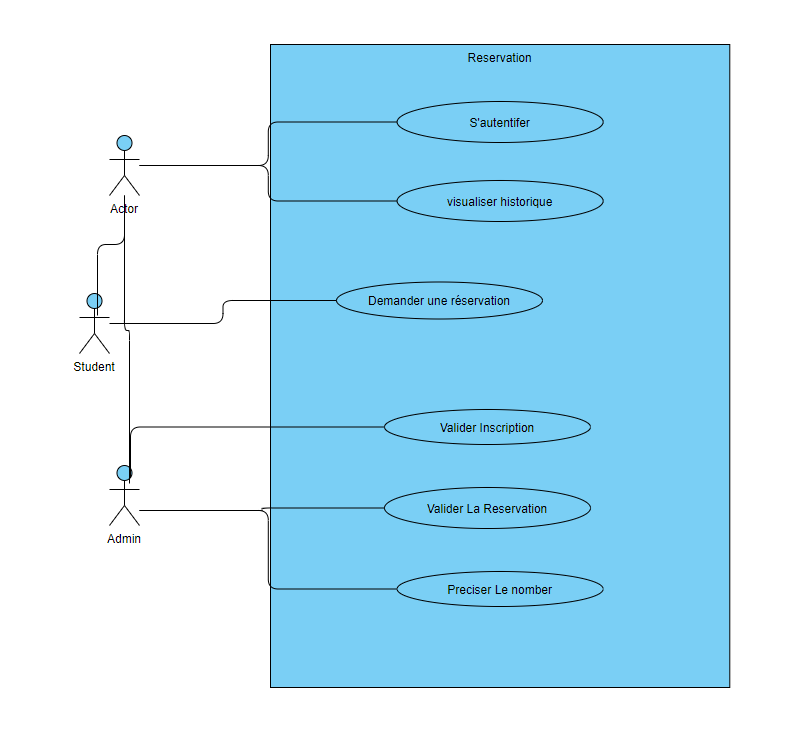 Reservation
S'autentifer
visualiser historique
Actor
Demander une réservation
Student
Valider Inscription
Valider La Reservation
Admin
Preciser Le nomber